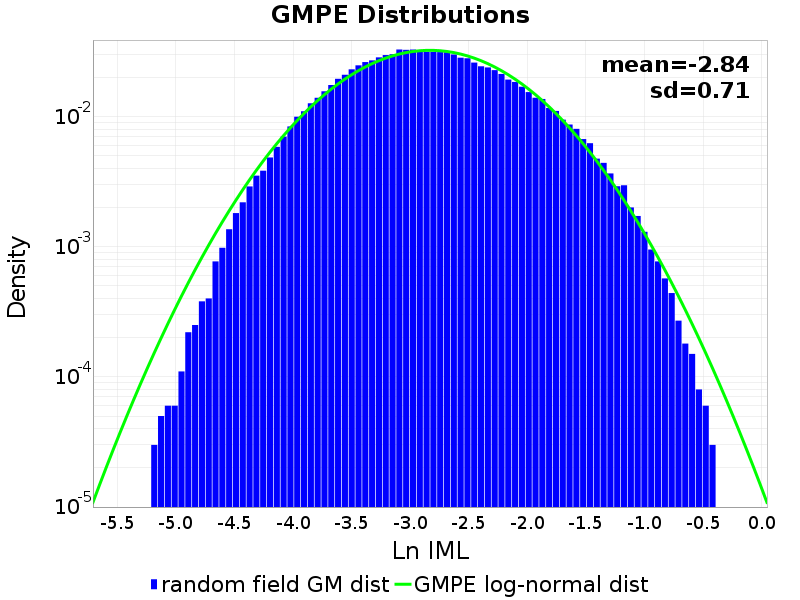 GMPE Distributions
mean=-2.84
sd=0.71
Density
10-2
10-3
10-4
10-5
-5.5 -5.0 -4.5 -4.0 -3.5 -3.0 -2.5 -2.0 -1.5 -1.0 -0.5 0.0
Ln IML
random field GM dist GMPE log-normal dist